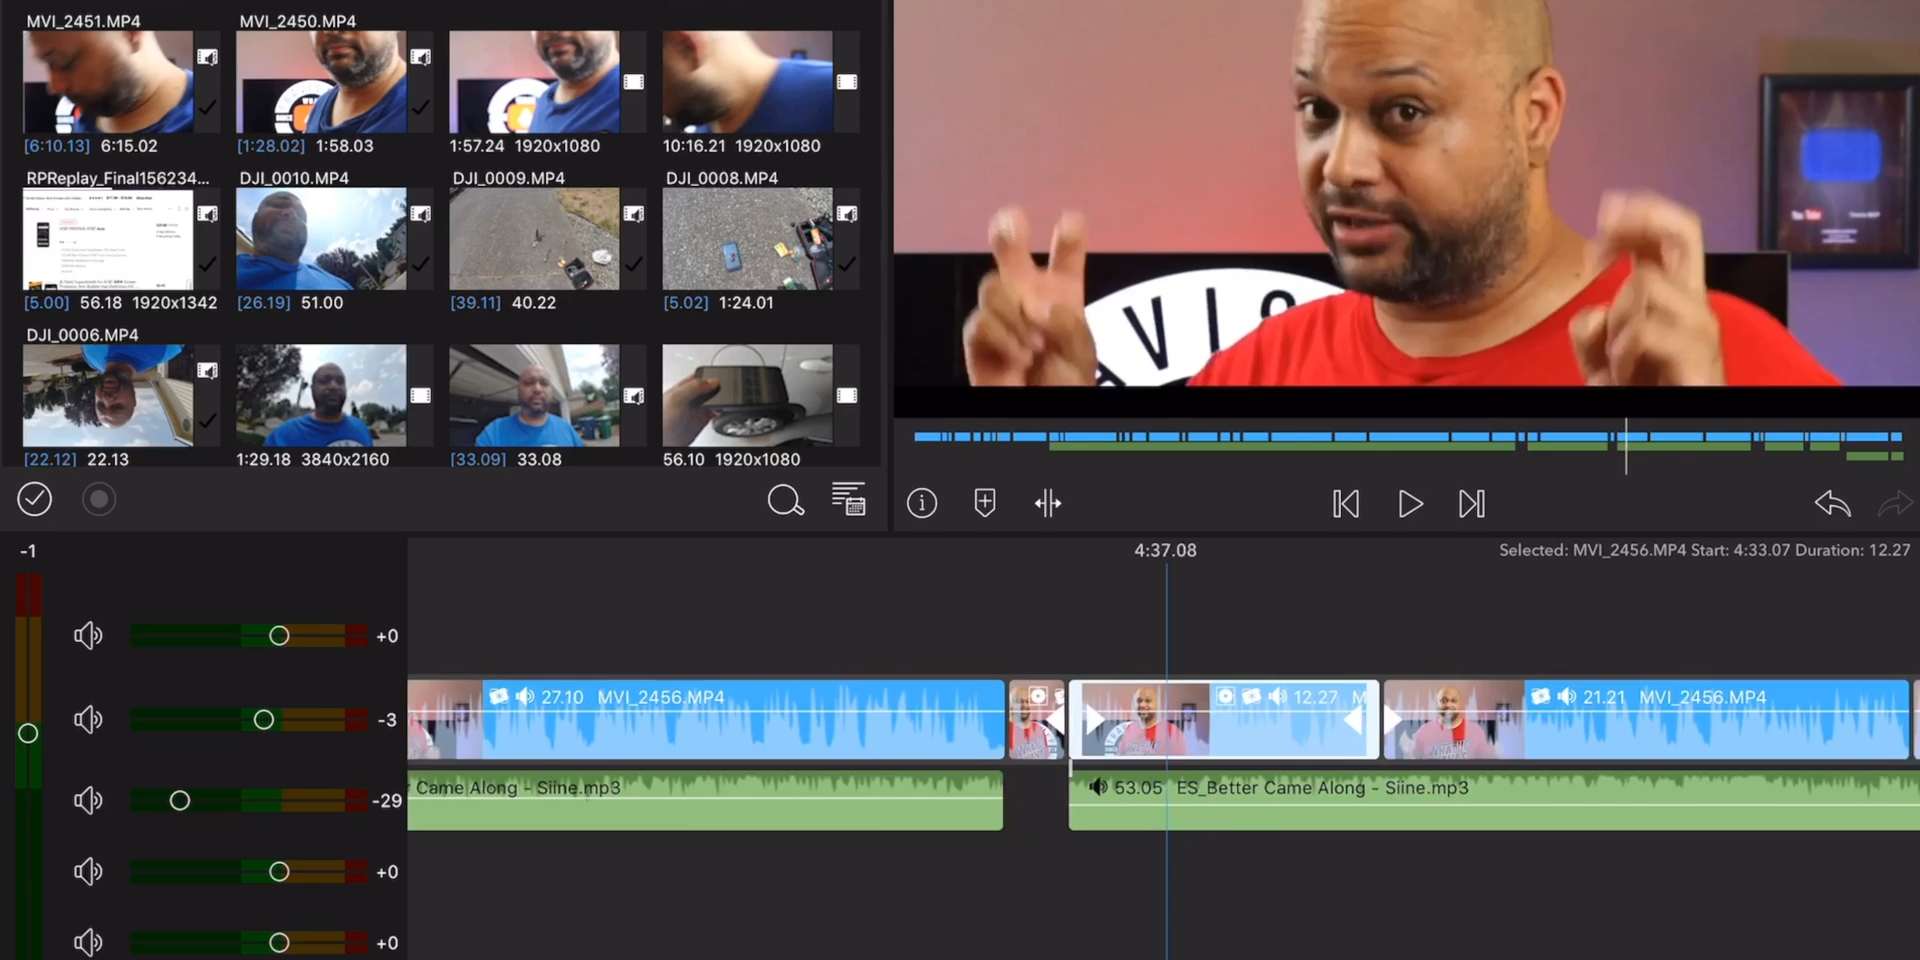 MVI_2451.MP4
MVI_2450.MP4
[6:10.13] 6:15.02
[1:28.02] 1:58.03
1:57.24 1920x1080
10:16.21 1920x1080
RPReplay_Final156234...
DJI_0010.MP4
DJI_0009.MP4
DJI_0008.MP4
[5.00] 56.18 1920x1342
[26.19] 51.00
[39.11] 40.22
[5.02] 1:24.01
DJI_0006.MP4
[22.12] 22.13
1:29.18 3840x2160
[33.09] 33.08
56.10 1920x1080
AVIS
-1
4:37.08
Selected: MVI_2456.MP4 Start: 4:33.07 Duration: 12.27
+0
-3
-29
+0
+0
27.10 MVI_2456.MP4
12.27 M
21.21 MVI_2456.MP4
Came Along - Siine.mp3
53.05 ES_Better Came Along - Siine.mp3